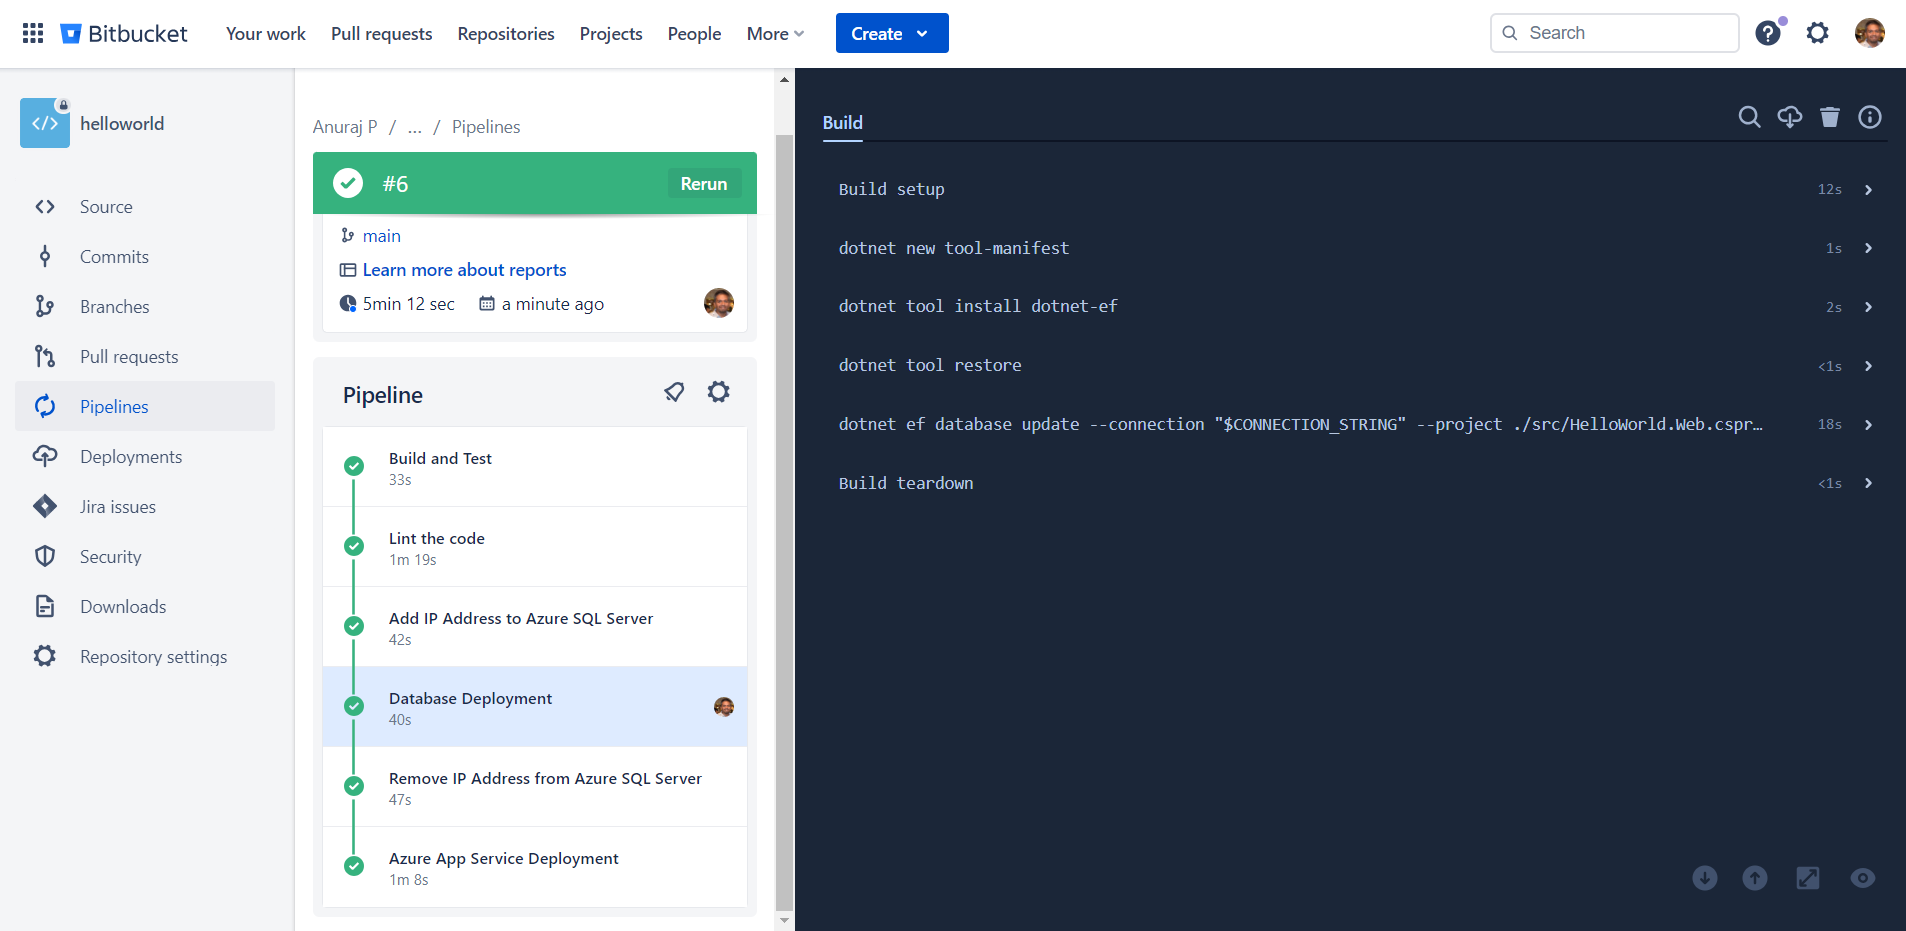 Bitbucket Your work Pull requests Repositories Projects People More Create Search
helloworld
Source
Commits
Branches
Pull requests
Pipelines
Deployments
Jira issues
Security
Downloads
Repository settings
Anuraj P / ... / Pipelines
#6 Rerun
main
Learn more about reports
5min 12 sec a minute ago
Pipeline
Build and Test
33s
Lint the code
1m 19s
Add IP Address to Azure SQL Server
42s
Database Deployment
40s
Remove IP Address from Azure SQL Server
47s
Azure App Service Deployment
1m 8s
Build
Build setup 12s
dotnet new tool-manifest 1s
dotnet tool install dotnet-ef 2s
dotnet tool restore <1s
dotnet ef database update --connection "$CONNECTION_STRING" --project ./src/HelloWorld.Web.cspr… 18s
Build teardown <1s